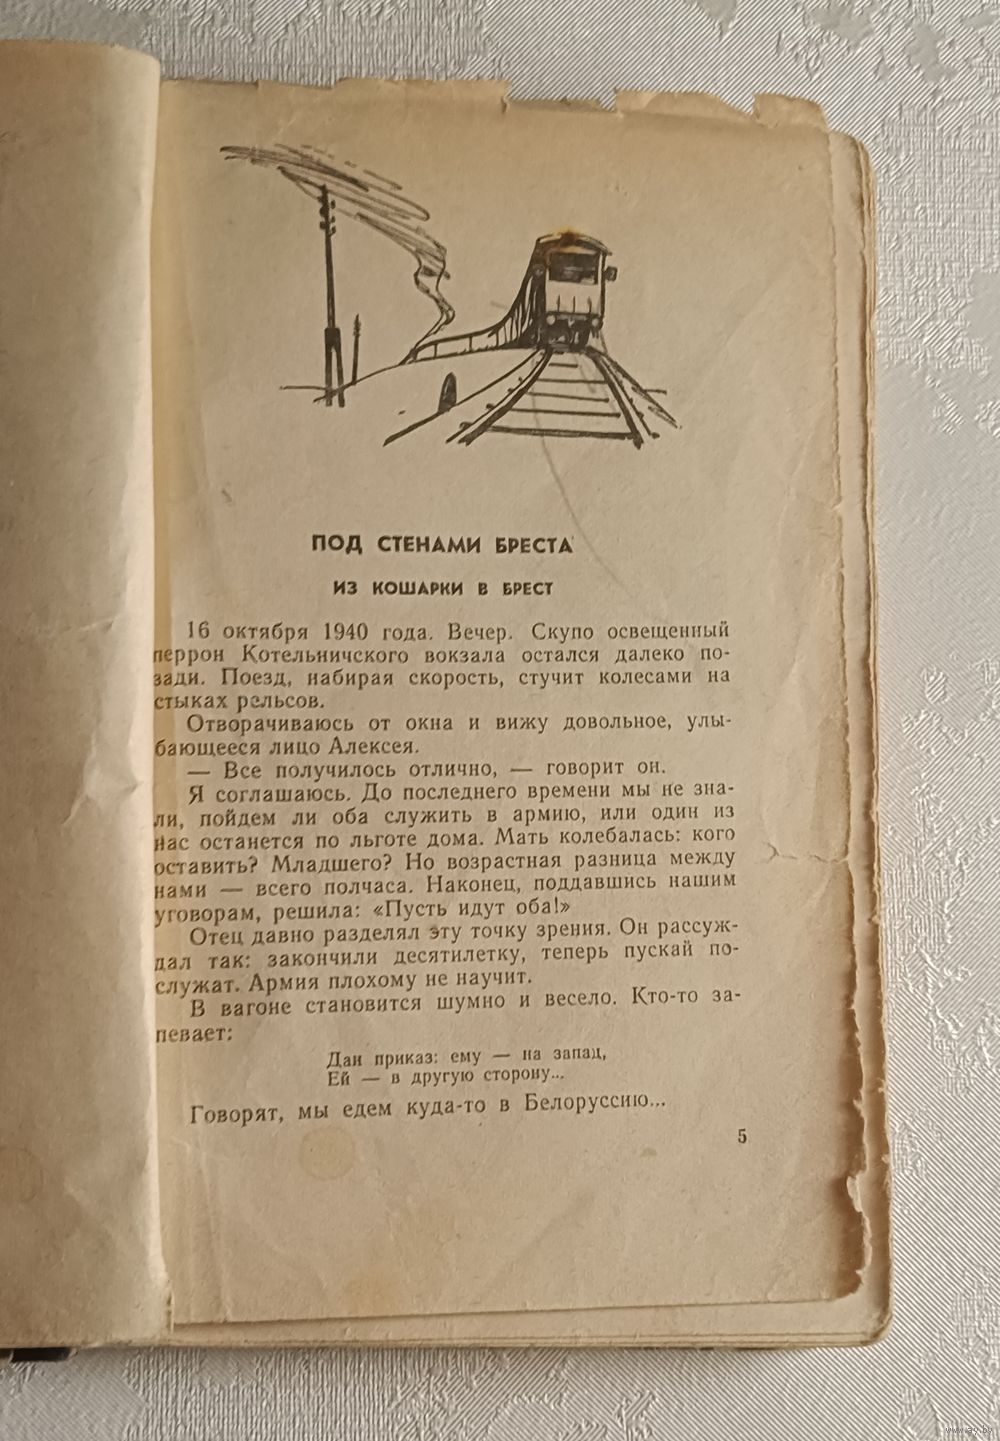 ПОД СТЕНАМИ БРЕСТА
ИЗ КОШАРКИ В БРЕСТ
16 октября 1940 года. Вечер. Скупо освещенный
перрон Котельничского вокзала остался далеко по-
зади. Поезд, набирая скорость, стучит колесами на
стыках рельсов.
Отворачиваюсь от окна и вижу довольное, улы-
бающееся лицо Алексея.
— Все получилось отлично, — говорит он.
Я соглашаюсь. До последнего времени мы не зна-
ли, пойдем ли оба служить в армию, или один из
нас останется по льготе дома. Мать колебалась: кого
оставить? Младшего? Но возрастная разница между
нами — всего полчаса. Наконец, поддавшись нашим
уговорам, решила: «Пусть идут оба!»
Отец давно разделял эту точку зрения. Он рассуж-
дал так: закончили десятилетку, теперь пускай по-
служат. Армия плохому не научит.
В вагоне становится шумно и весело. Кто-то за-
певает:
Дан приказ: ему — на запад,
Ей — в другую сторону...
Говорят, мы едем куда-то в Белоруссию...
5
www.ay.by